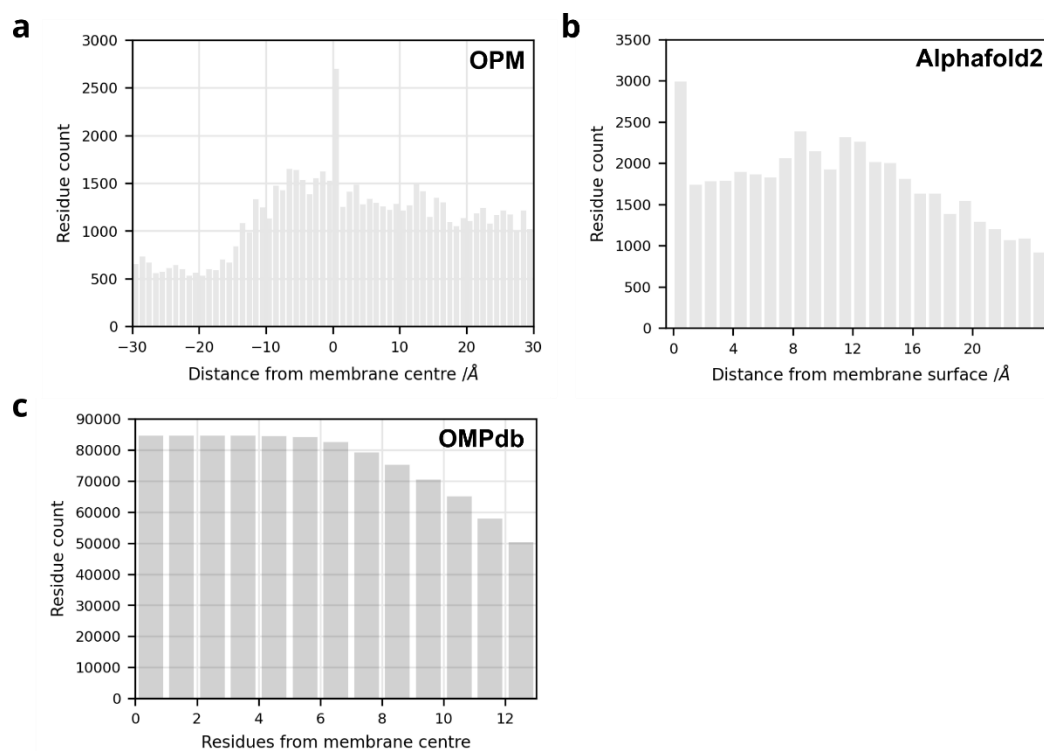 a
OPM
3000
2500
2000
1500
1000
500
0
Residue count
−30 −20 −10 0 10 20 30
Distance from membrane centre /Å
b
Alphafold2
3500
3000
2500
2000
1500
1000
500
0
Residue count
0 4 8 12 16 20
Distance from membrane surface /Å
c
OMPdb
90000
80000
70000
60000
50000
40000
30000
20000
10000
0
Residue count
0 2 4 6 8 10 12
Residues from membrane centre